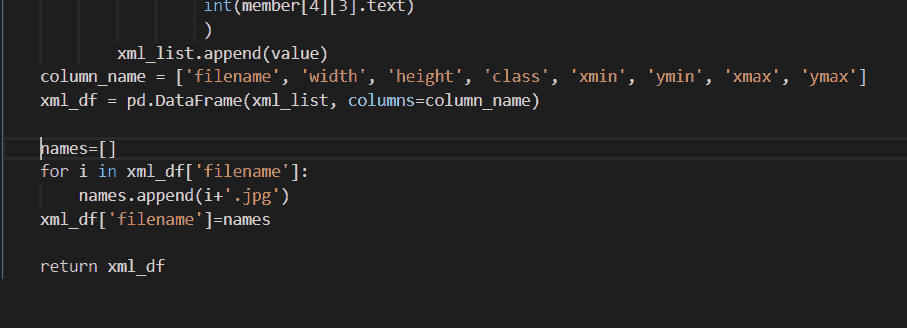 int(member[4][3].text)
)
xml_list.append(value)
column_name = ['filename', 'width', 'height', 'class', 'xmin', 'ymin', 'xmax', 'ymax']
xml_df = pd.DataFrame(xml_list, columns=column_name)
names=[]
for i in xml_df['filename']:
names.append(i+'.jpg')
xml_df['filename']=names
return xml_df